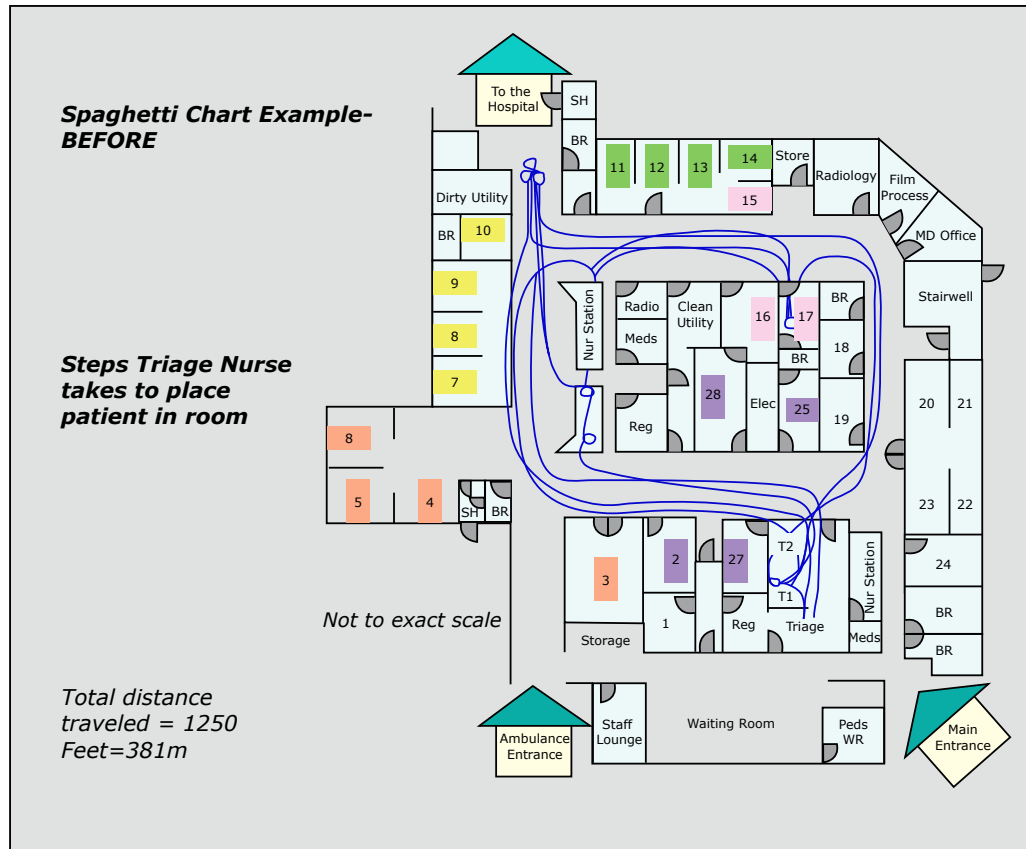 Spaghetti Chart Example-
BEFORE
To the
Hospital
SH
BR
11
12
13
14
15
Store
Radiology
Film
Process
MD Office
Stairwell
Dirty Utility
BR
10
9
8
7
Steps Triage Nurse
takes to place
patient in room
Nur Station
Radio
Meds
Clean
Utility
Reg
28
Elec
16
17
BR
25
BR
18
19
20
21
23
22
8
5
4
SH
BR
3
2
1
Storage
27
Reg
T2
T1
Triage
Nur Station
Meds
24
BR
BR
Not to exact scale
Total distance
traveled = 1250
Feet=381m
Ambulance
Entrance
Staff
Lounge
Waiting Room
Peds
WR
Main
Entrance